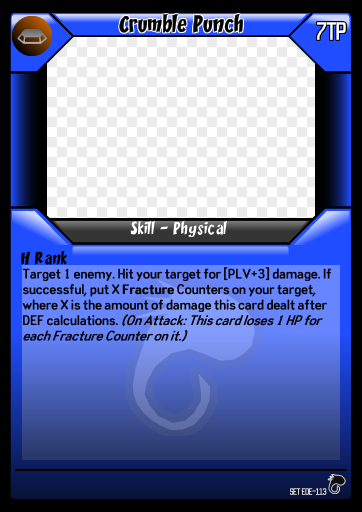 Crumble Punch
7TP
Skill - Physical
H Rank
Target 1 enemy. Hit your target for [PLV+3] damage. If
successful, put X Fracture Counters on your target,
where X is the amount of damage this card dealt after
DEF calculations. (On Attack: This card loses 1 HP for
each Fracture Counter on it.)
SET EOE-113